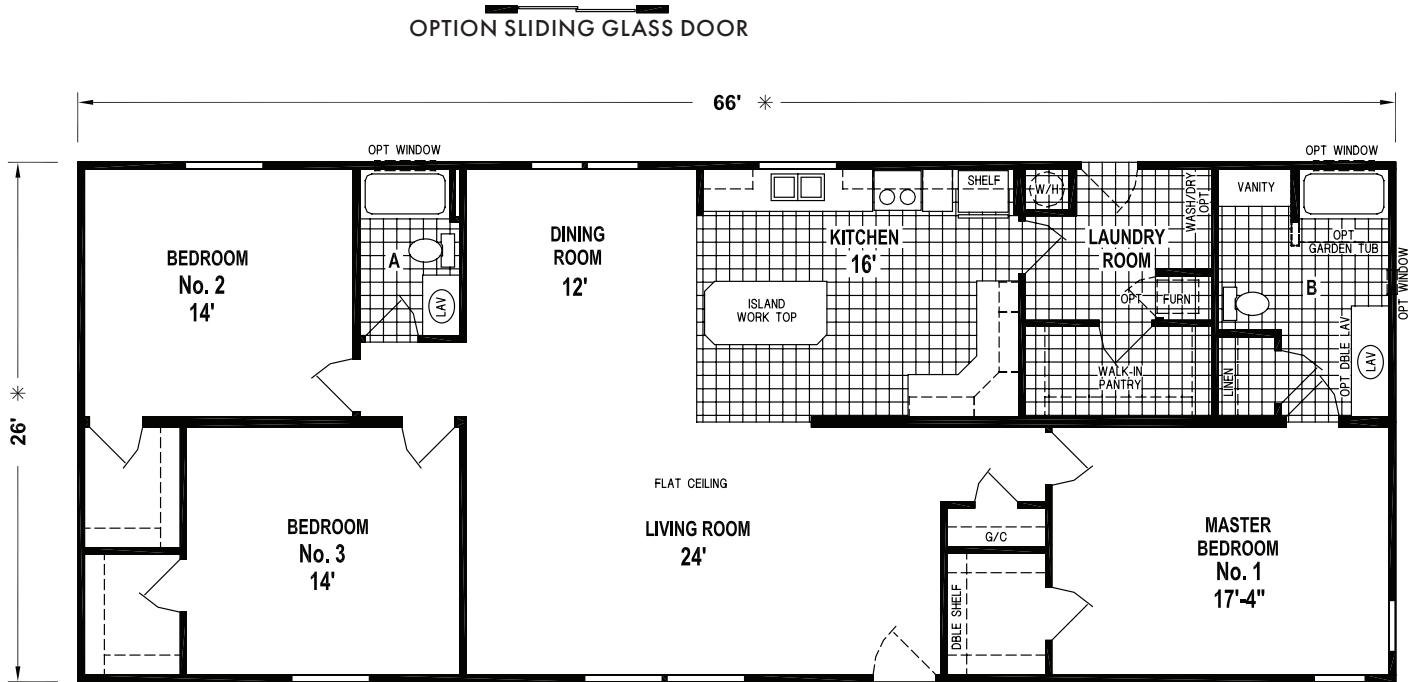 OPTION SLIDING GLASS DOOR
66' ✳
OPT WINDOW
OPT WINDOW
26' ✳
BEDROOM
No. 2
14'
A
LAV
DINING
ROOM
12'
KITCHEN
16'
SHELF
ISLAND
WORK TOP
W/H
LAUNDRY
ROOM
WASH/DRY
OPT
OPT
FURN
WALK-IN
PANTRY
VANITY
OPT
GARDEN TUB
B
OPT WINDOW
LINEN
OPT DBLE LAV
LAV
BEDROOM
No. 3
14'
FLAT CEILING
LIVING ROOM
24'
G/C
DBLE SHELF
MASTER
BEDROOM
No. 1
17'-4"